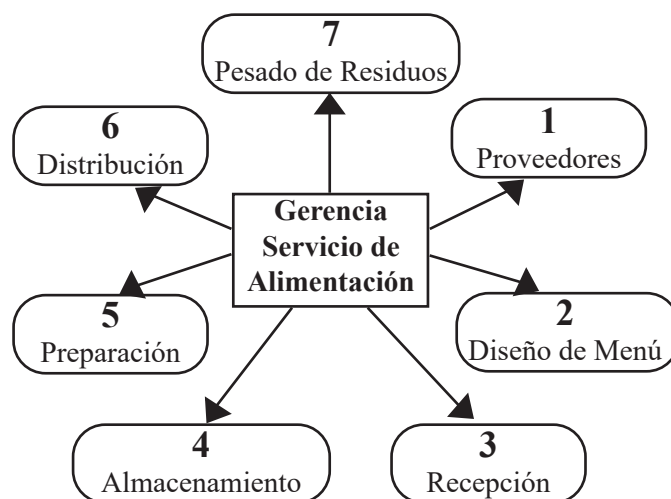 7
Pesado de Residuos
6
Distribución
1
Proveedores
Gerencia
Servicio de
Alimentación
5
Preparación
2
Diseño de Menú
4
Almacenamiento
3
Recepción